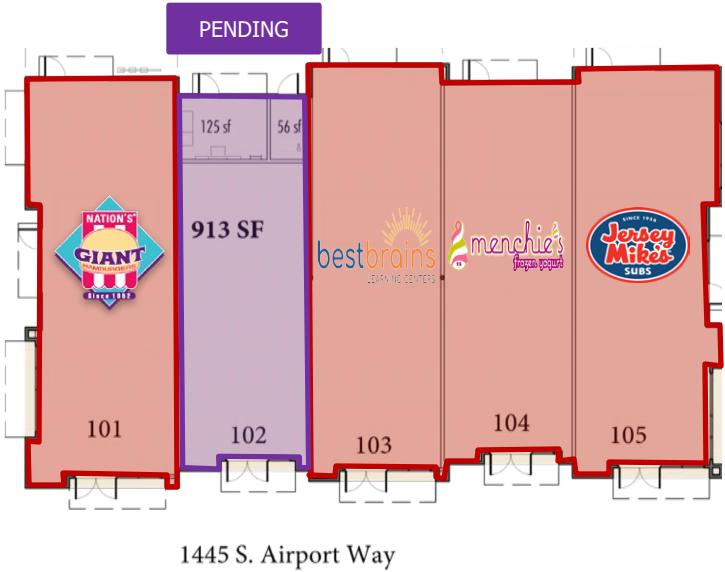 PENDING
125 sf
56 sf
913 SF
NATION'S
GIANT
HAMBURGERS
Since 1952
bestbrains
LEARNING CENTERS
menchie's
frozen yogurt
SINCE 1956
Jersey
Mike's
SUBS
101
102
103
104
105
1445 S. Airport Way